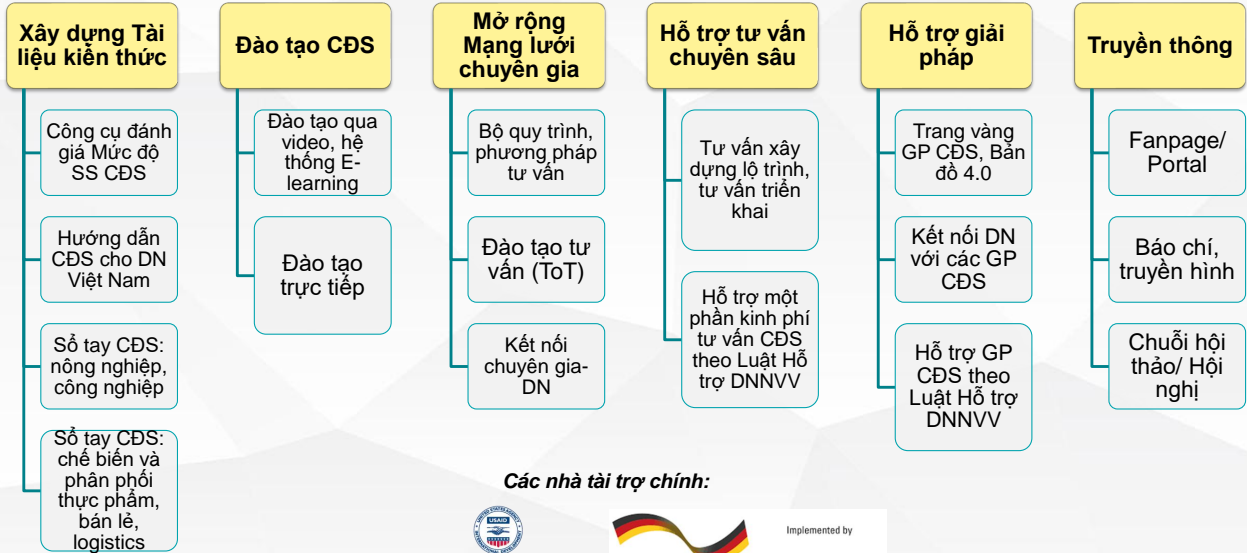 Xây dựng Tài
liệu kiến thức
Công cụ đánh
giá Mức độ
SS CĐS
Hướng dẫn
CĐS cho DN
Việt Nam
Sổ tay CĐS:
nông nghiệp,
công nghiệp
Sổ tay CĐS:
chế biến và
phân phối
thực phẩm,
bán lẻ,
logistics
Đào tạo CĐS
Đào tạo qua
video, hệ
thống E-
learning
Đào tạo
trực tiếp
Mở rộng
Mạng lưới
chuyên gia
Bộ quy trình,
phương pháp
tư vấn
Đào tạo tư
vấn (ToT)
Kết nối
chuyên gia-
DN
Hỗ trợ tư vấn
chuyên sâu
Tư vấn xây
dựng lộ trình,
tư vấn triển
khai
Hỗ trợ một
phần kinh phí
tư vấn CĐS
theo Luật Hỗ
trợ DNNVV
Hỗ trợ giải
pháp
Trang vàng
GP CĐS, Bản
đồ 4.0
Kết nối DN
với các GP
CĐS
Hỗ trợ GP
CĐS theo
Luật Hỗ trợ
DNNVV
Truyền thông
Fanpage/
Portal
Báo chí,
truyền hình
Chuỗi hội
thảo/ Hội
nghị
Các nhà tài trợ chính:
USAID
Implemented by